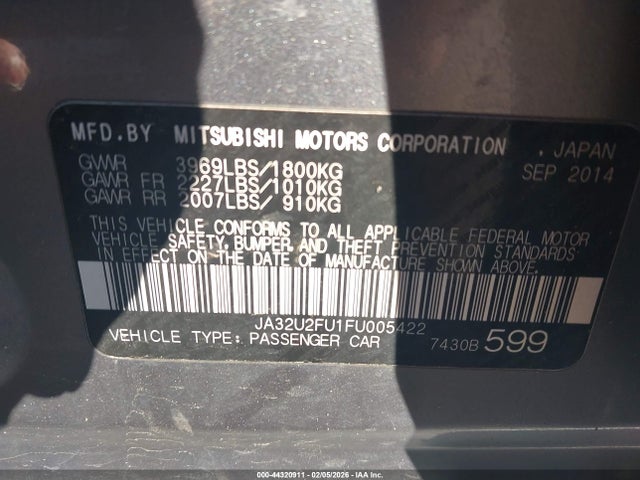 MFD.BY MITSUBISHI MOTORS CORPORATION . JAPAN
GVWR 3969LBS/1800KG SEP 2014
GAWR FR 2227LBS/1010KG
GAWR RR 2007LBS/ 910KG
THIS VEHICLE CONFORMS TO ALL APPLICABLE FEDERAL MOTOR
VEHICLE SAFETY, BUMPER, AND THEFT PREVENTION STANDARDS
IN EFFECT ON THE DATE OF MANUFACTURE SHOWN ABOVE.
JA32U2FU1FU005422
VEHICLE TYPE: PASSENGER CAR 7430B 599
000-44320911 - 02/05/2026 - IAA Inc.